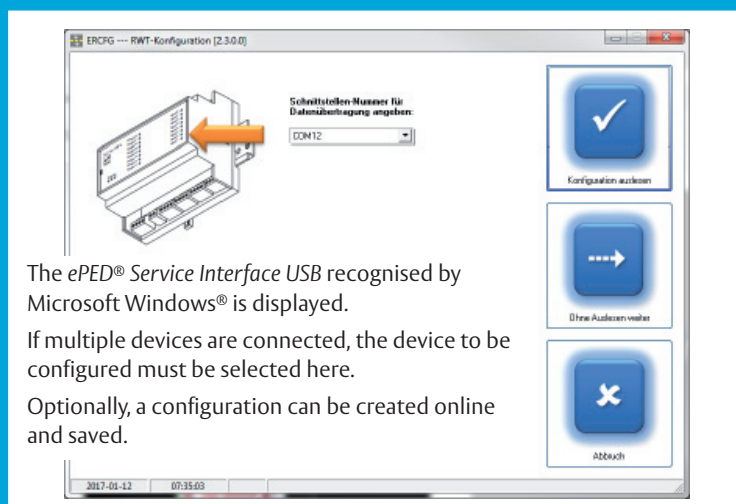 ERCFG --- RWT-Konfiguration [2.3.0.0]
Schnittstellen-Nummer für
Datenübertragung angeben:
COM12
Konfiguration auslesen
The ePED® Service Interface USB recognised by
Microsoft Windows® is displayed.
If multiple devices are connected, the device to be
configured must be selected here.
Optionally, a configuration can be created online
and saved.
Ohne Auslesen weiter
Abbruch
2017-01-12 07:35:03